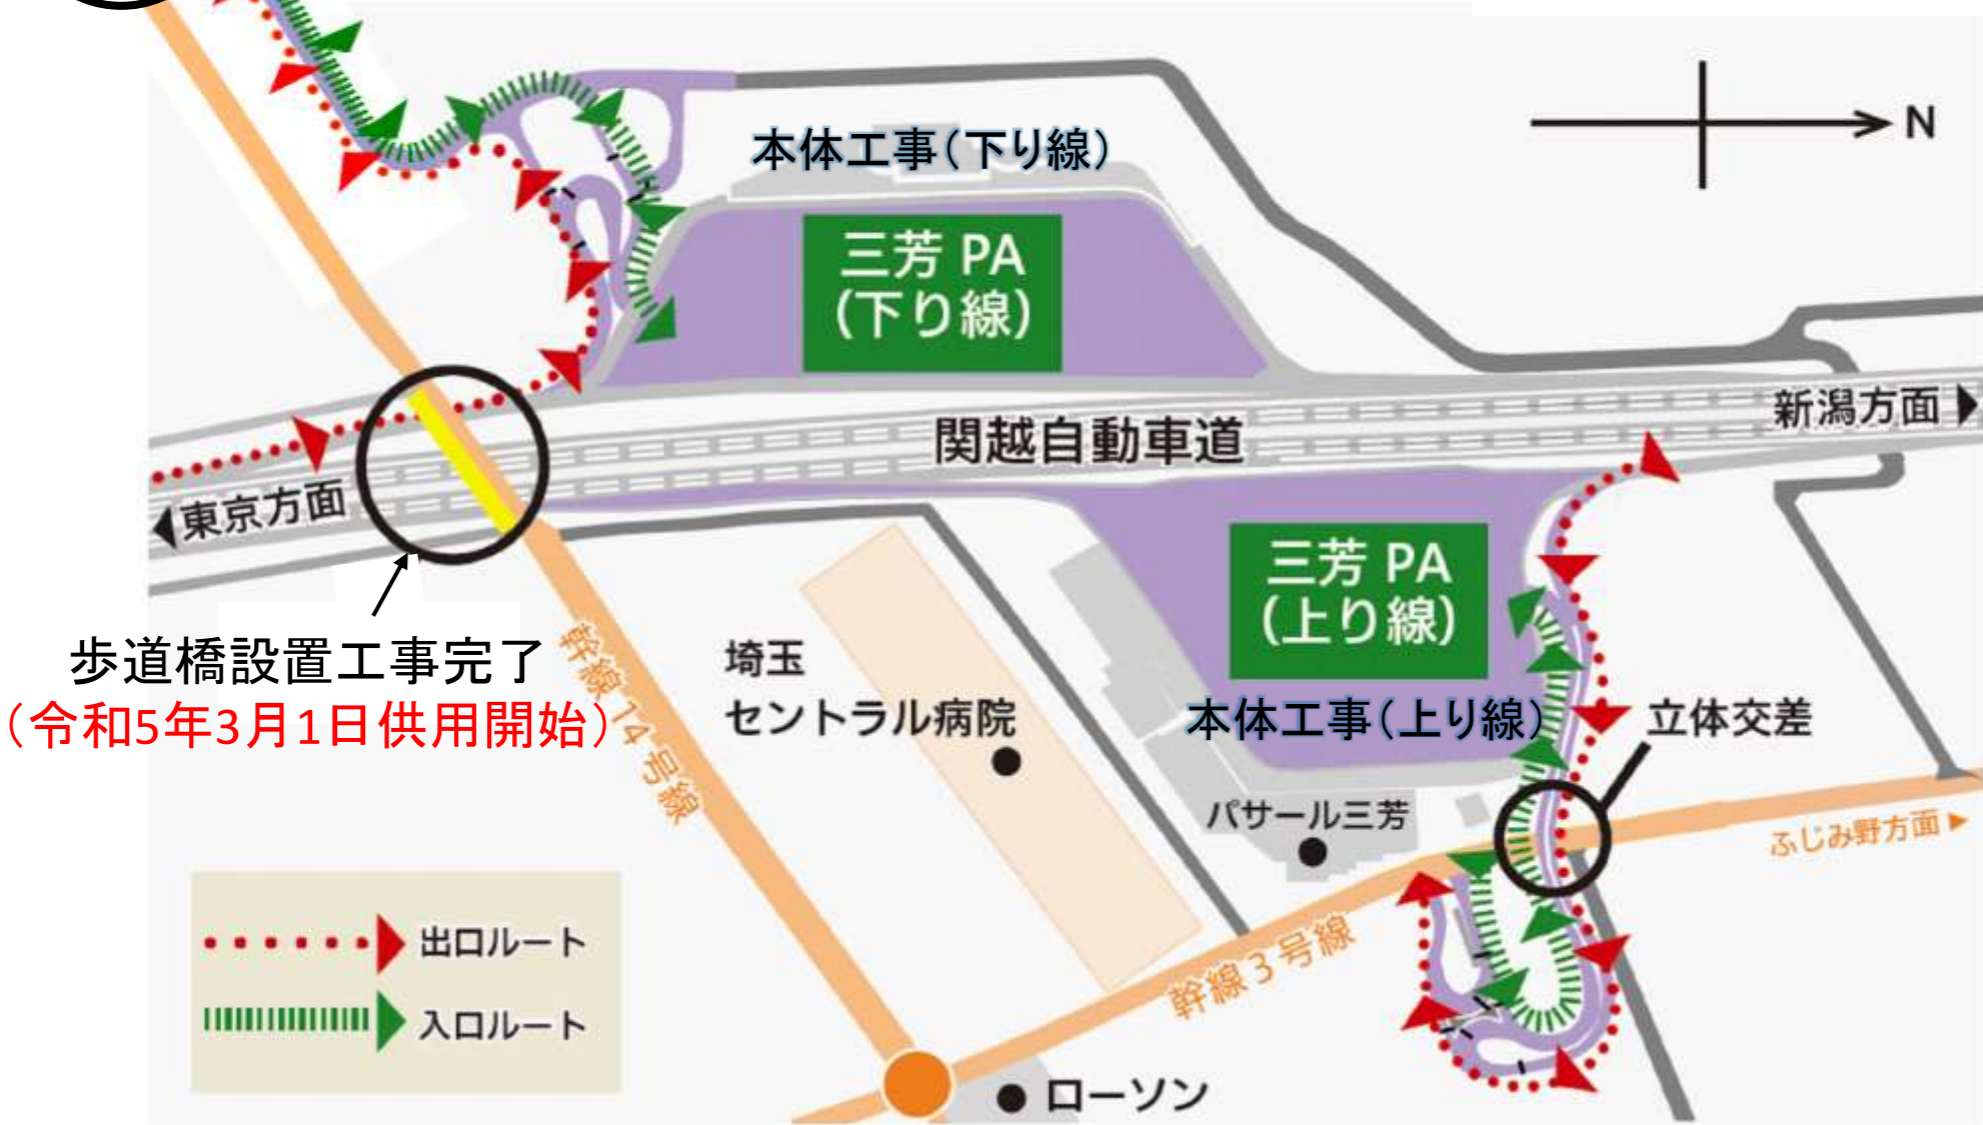 本体工事（下り線）
N
三芳 PA
(下り線)
関越自動車道
新潟方面▶
◀東京方面
歩道橋設置工事完了
（令和5年3月1日供用開始）
幹線14号線
埼玉
セントラル病院
三芳 PA
(上り線)
本体工事（上り線）
立体交差
パサール三芳
ふじみ野方面▶
幹線3号線
出口ルート
入口ルート
ローソン